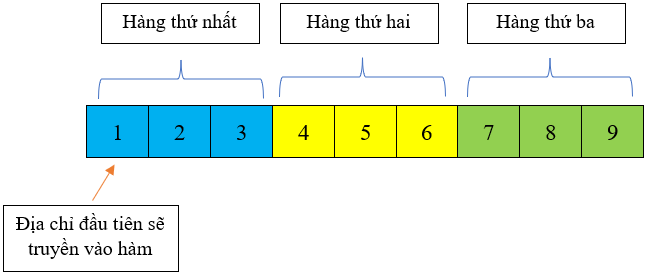 Hàng thứ nhất
Hàng thứ hai
Hàng thứ ba
1 2 3 4 5 6 7 8 9
Địa chỉ đầu tiên sẽ
truyền vào hàm